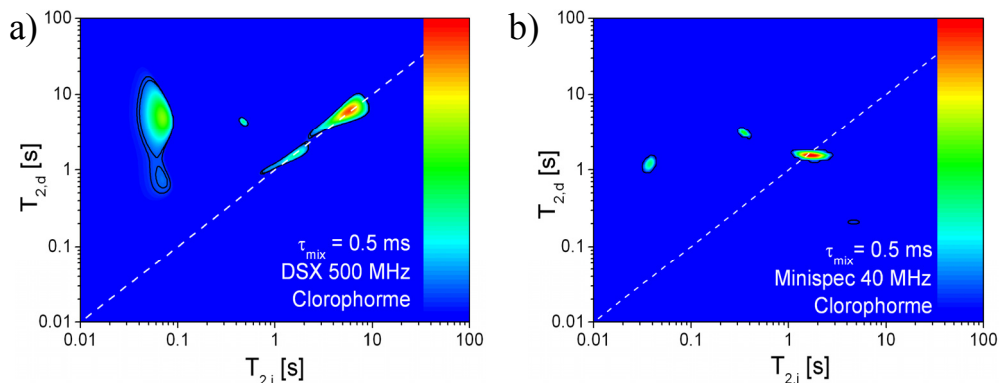 a)
100
10
1
0.1
0.01
T2,d [s]
τmix = 0.5 ms
DSX 500 MHz
Clorophorme
0.01 0.1 1 10 100
T2,i [s]
b)
100
10
1
0.1
0.01
T2,d [s]
τmix = 0.5 ms
Minispec 40 MHz
Clorophorme
0.01 0.1 1 10 100
T2,i [s]